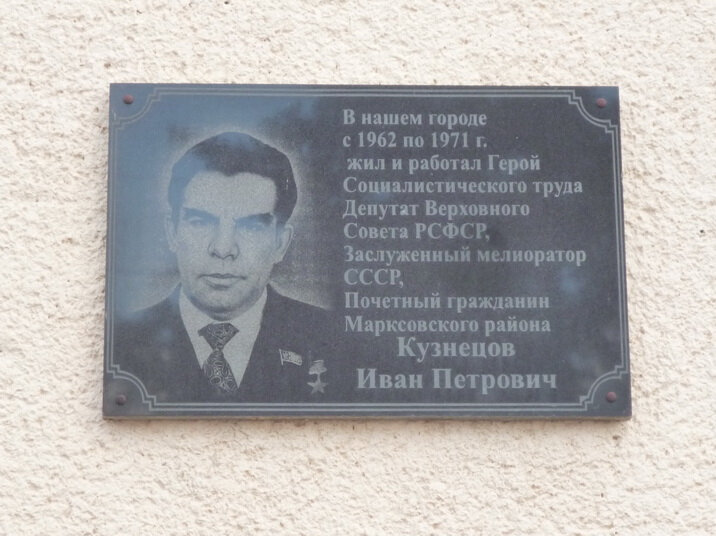 В нашем городе
с 1962 по 1971 г.
жил и работал Герой
Социалистического труда
Депутат Верховного
Совета РСФСР,
Заслуженный мелиоратор
СССР,
Почетный гражданин
Марксовского района
Кузнецов
Иван Петрович